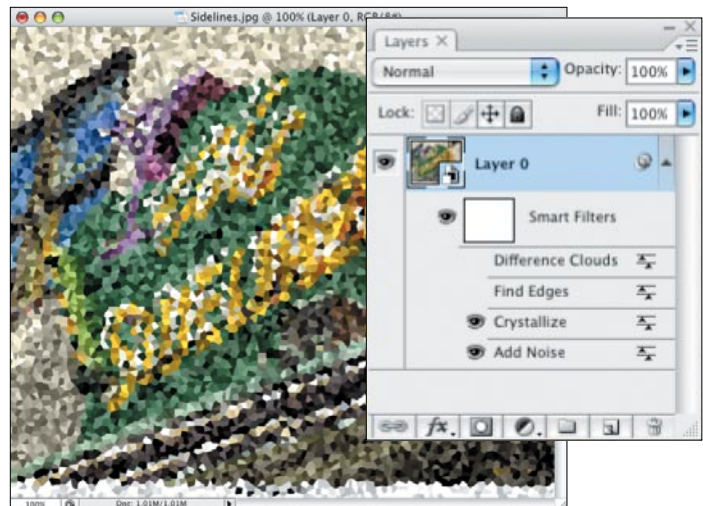 Sidelines.jpg @ 100% (Layer 0, RGB/8#)
100% Doc: 1.01M/1.01M
Layers ×
Normal Opacity: 100%
Lock: Fill: 100%
Layer 0
Smart Filters
Difference Clouds
Find Edges
Crystallize
Add Noise
fx.